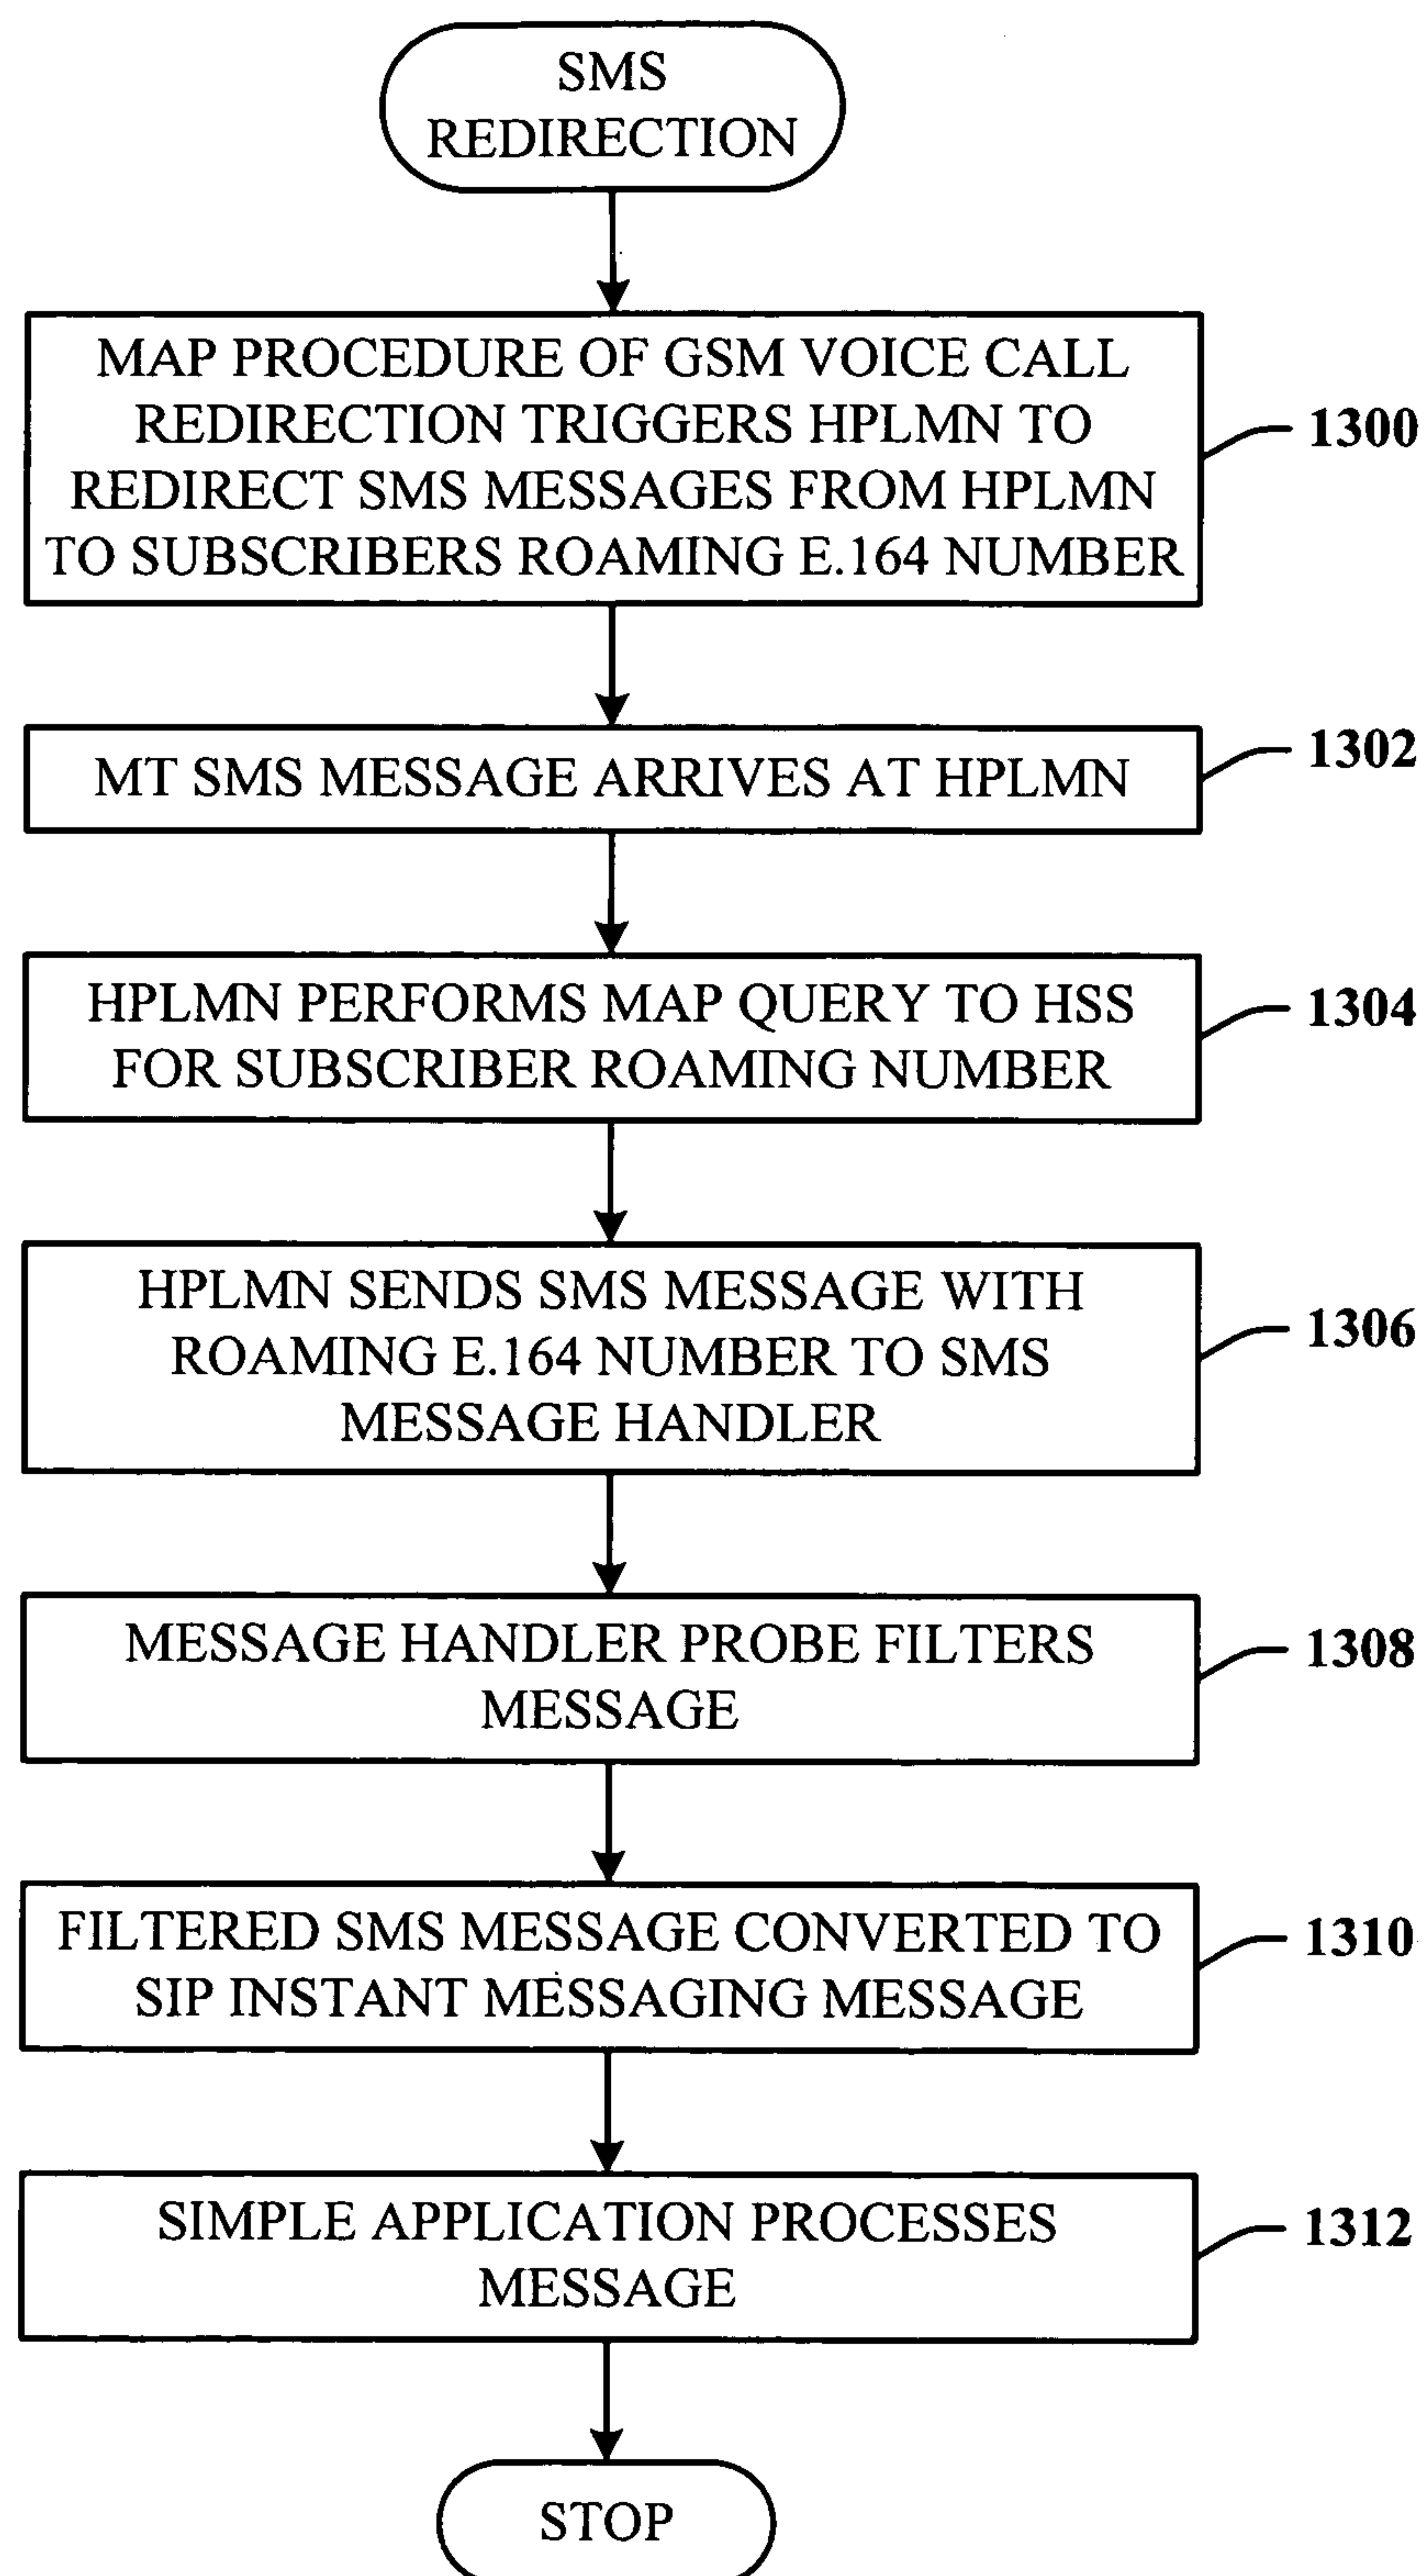 SMS
REDIRECTION
MAP PROCEDURE OF GSM VOICE CALL
REDIRECTION TRIGGERS HPLMN TO
REDIRECT SMS MESSAGES FROM HPLMN
TO SUBSCRIBERS ROAMING E.164 NUMBER
1300
MT SMS MESSAGE ARRIVES AT HPLMN
1302
HPLMN PERFORMS MAP QUERY TO HSS
FOR SUBSCRIBER ROAMING NUMBER
1304
HPLMN SENDS SMS MESSAGE WITH
ROAMING E.164 NUMBER TO SMS
MESSAGE HANDLER
1306
MESSAGE HANDLER PROBE FILTERS
MESSAGE
1308
FILTERED SMS MESSAGE CONVERTED TO
SIP INSTANT MESSAGING MESSAGE
1310
SIMPLE APPLICATION PROCESSES
MESSAGE
1312
STOP